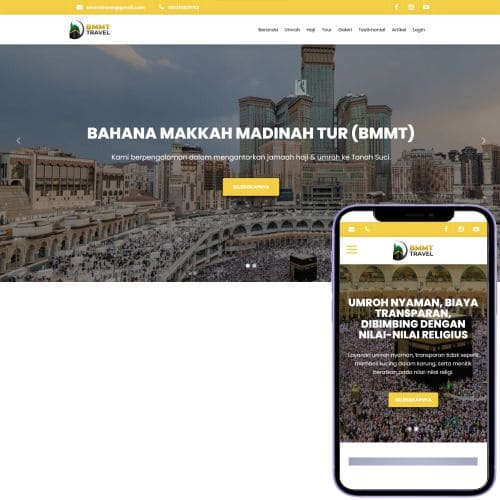 BMMT
TRAVEL
Beranda Umrah Haji Tour Galeri Testimonial Artikel Login
BAHANA MAKKAH MADINAH TUR (BMMT)
Kami berpengalaman dalam mengantarkan jamaah haji & umrah ke Tanah Suci.
SELENGKAPNYA
BMMT
TRAVEL
UMROH NYAMAN, BIAYA
TRANSPARAN,
DIBIMBING DENGAN
NILAI-NILAI RELIGIUS
Layanan umroh nyaman, transparan tidak seperti
membeli kucing dalam karung, serta menitik
beratkan pada nilai-nilai religi.
SELENGKAPNYA